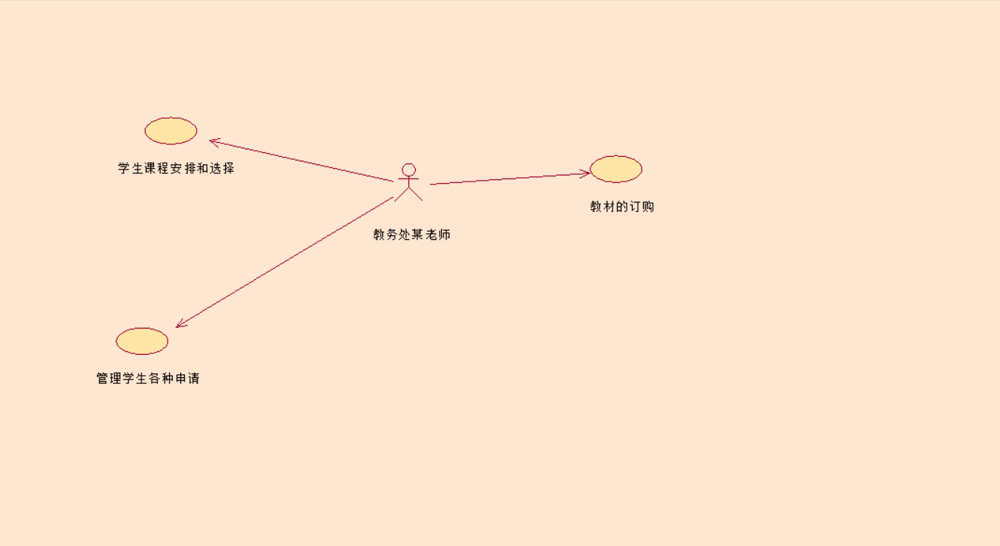 学生课程安排和选择
教材的订购
教务处某老师
管理学生各种申请